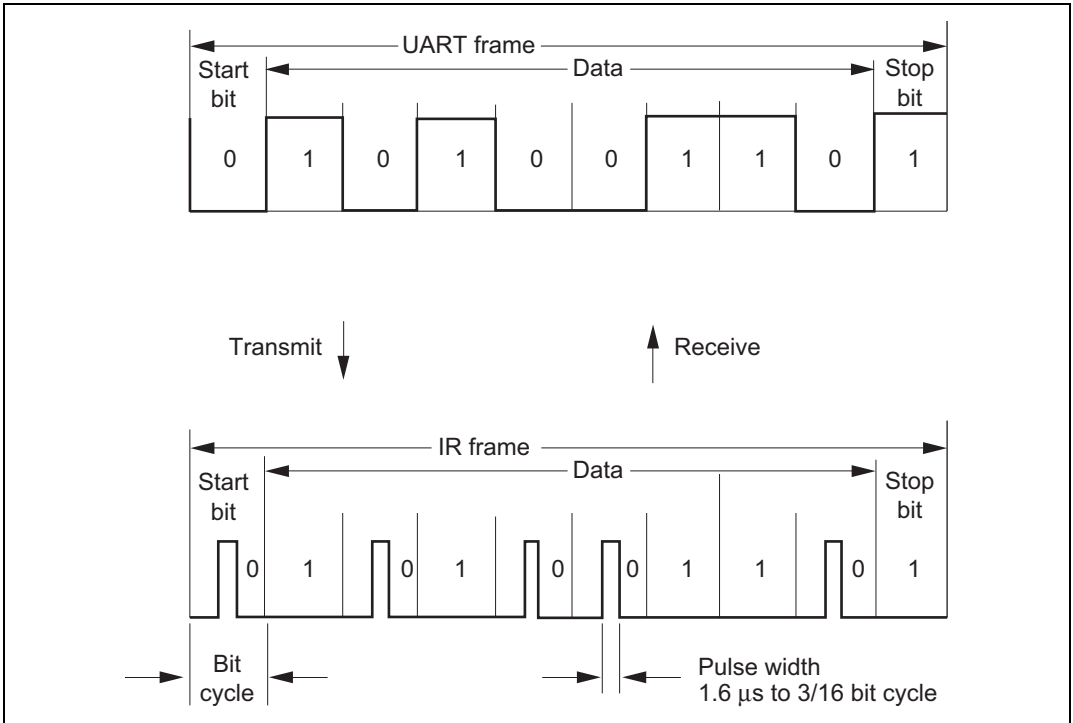 UART frame
Start bit
Data
Stop bit
0 1 0 1 0 0 1 1 0 1
Transmit
Receive
IR frame
Start bit
Data
Stop bit
0 1 0 1 0 0 1 1 0 1
Bit cycle
Pulse width
1.6 μs to 3/16 bit cycle